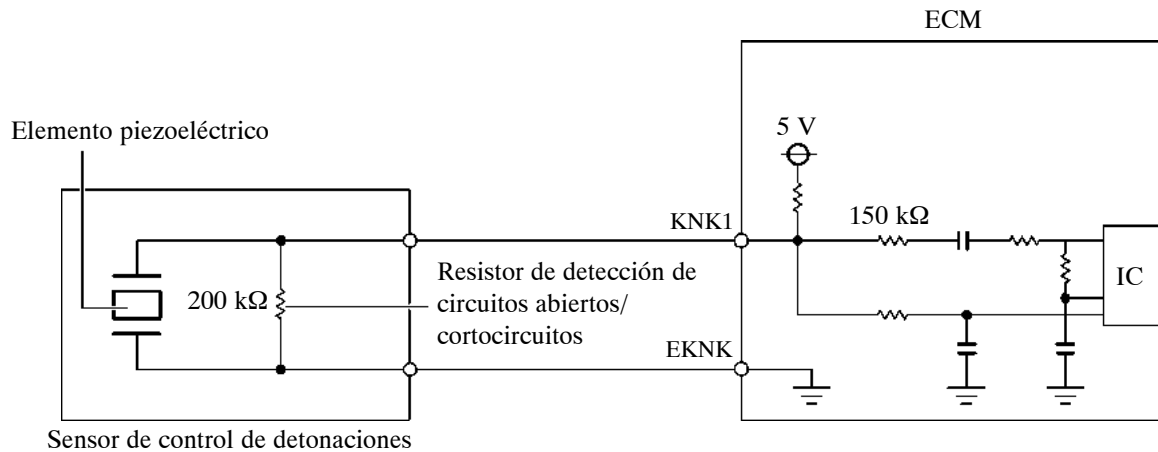 ECM
Elemento piezoeléctrico
5 V
KNK1
150 kΩ
200 kΩ
Resistor de detección de
circuitos abiertos/
cortocircuitos
IC
EKNK
Sensor de control de detonaciones